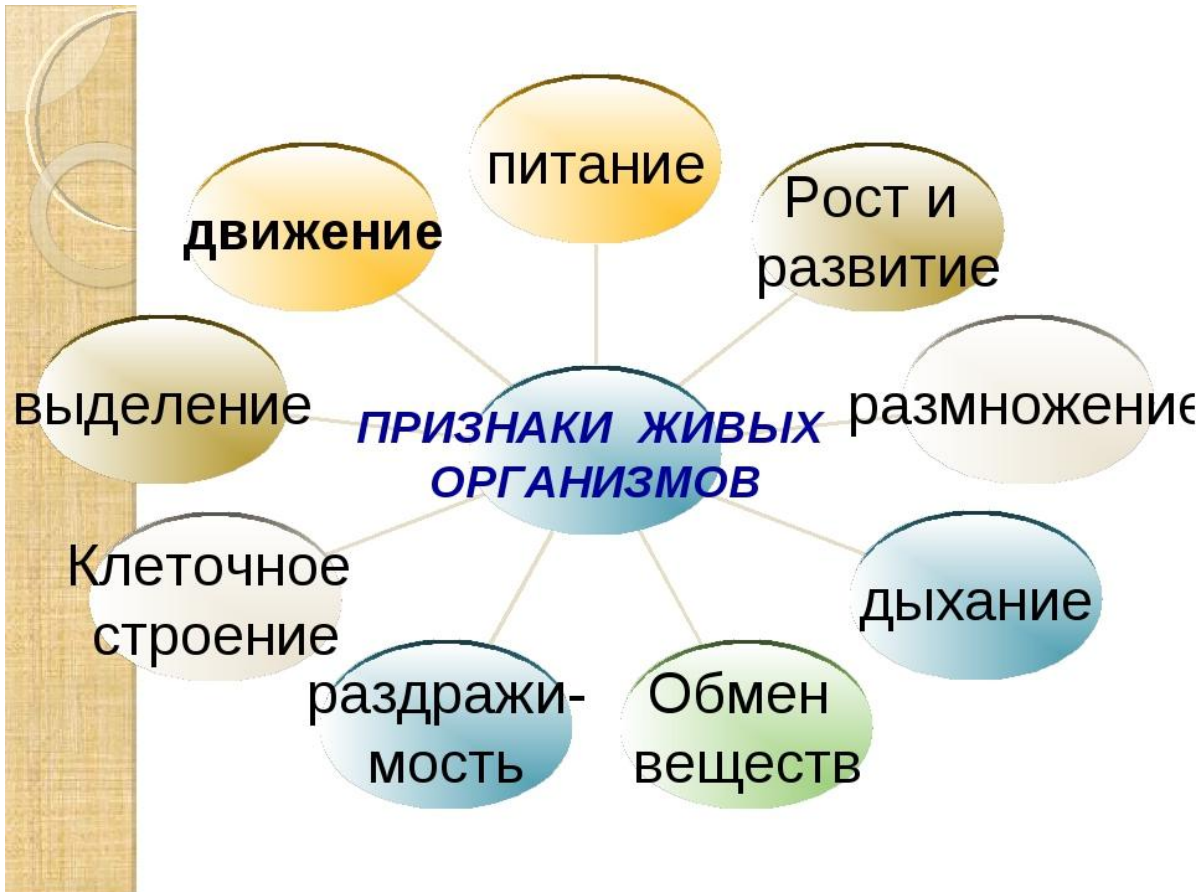 питание
Рост и
развитие
движение
размножение
выделение
ПРИЗНАКИ ЖИВЫХ
ОРГАНИЗМОВ
Клеточное
строение
дыхание
раздражи-
мость
Обмен
веществ